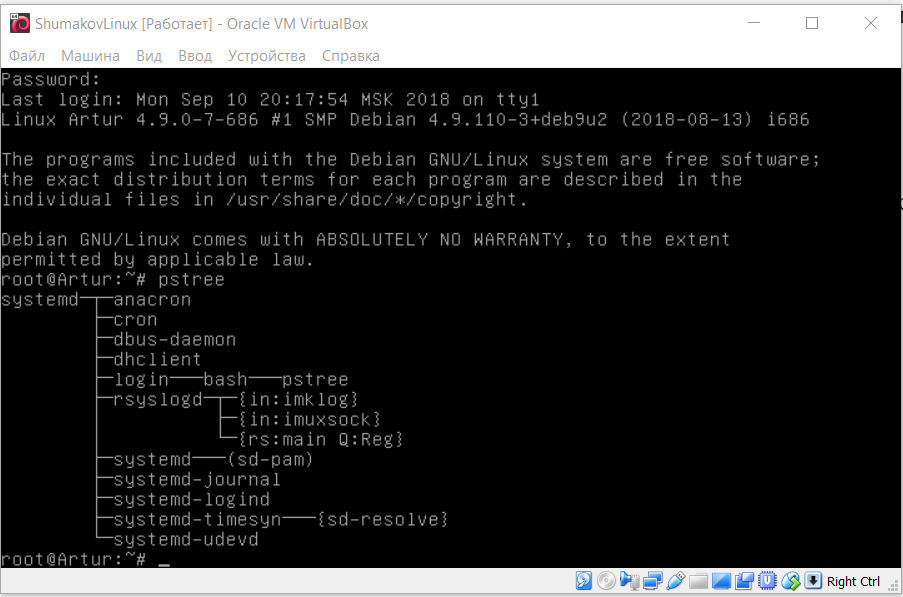 ShumakovLinux [Работает] - Oracle VM VirtualBox
Файл Машина Вид Ввод Устройства Справка
Password:
Last login: Mon Sep 10 20:17:54 MSK 2018 on tty1
Linux Artur 4.9.0-7-686 #1 SMP Debian 4.9.110-3+deb9u2 (2018-08-13) i686

The programs included with the Debian GNU/Linux system are free software;
the exact distribution terms for each program are described in the
individual files in /usr/share/doc/*/copyright.

Debian GNU/Linux comes with ABSOLUTELY NO WARRANTY, to the extent
permitted by applicable law.
root@Artur:~# pstree
systemd─┬─anacron
        ├─cron
        ├─dbus-daemon
        ├─dhclient
        ├─login───bash───pstree
        ├─rsyslogd─┬─{in:imklog}
        │          ├─{in:imuxsock}
        │          └─{rs:main Q:Reg}
        ├─systemd───(sd-pam)
        ├─systemd-journal
        ├─systemd-logind
        ├─systemd-timesyn───{sd-resolve}
        └─systemd-udevd
root@Artur:~# _
Right Ctrl